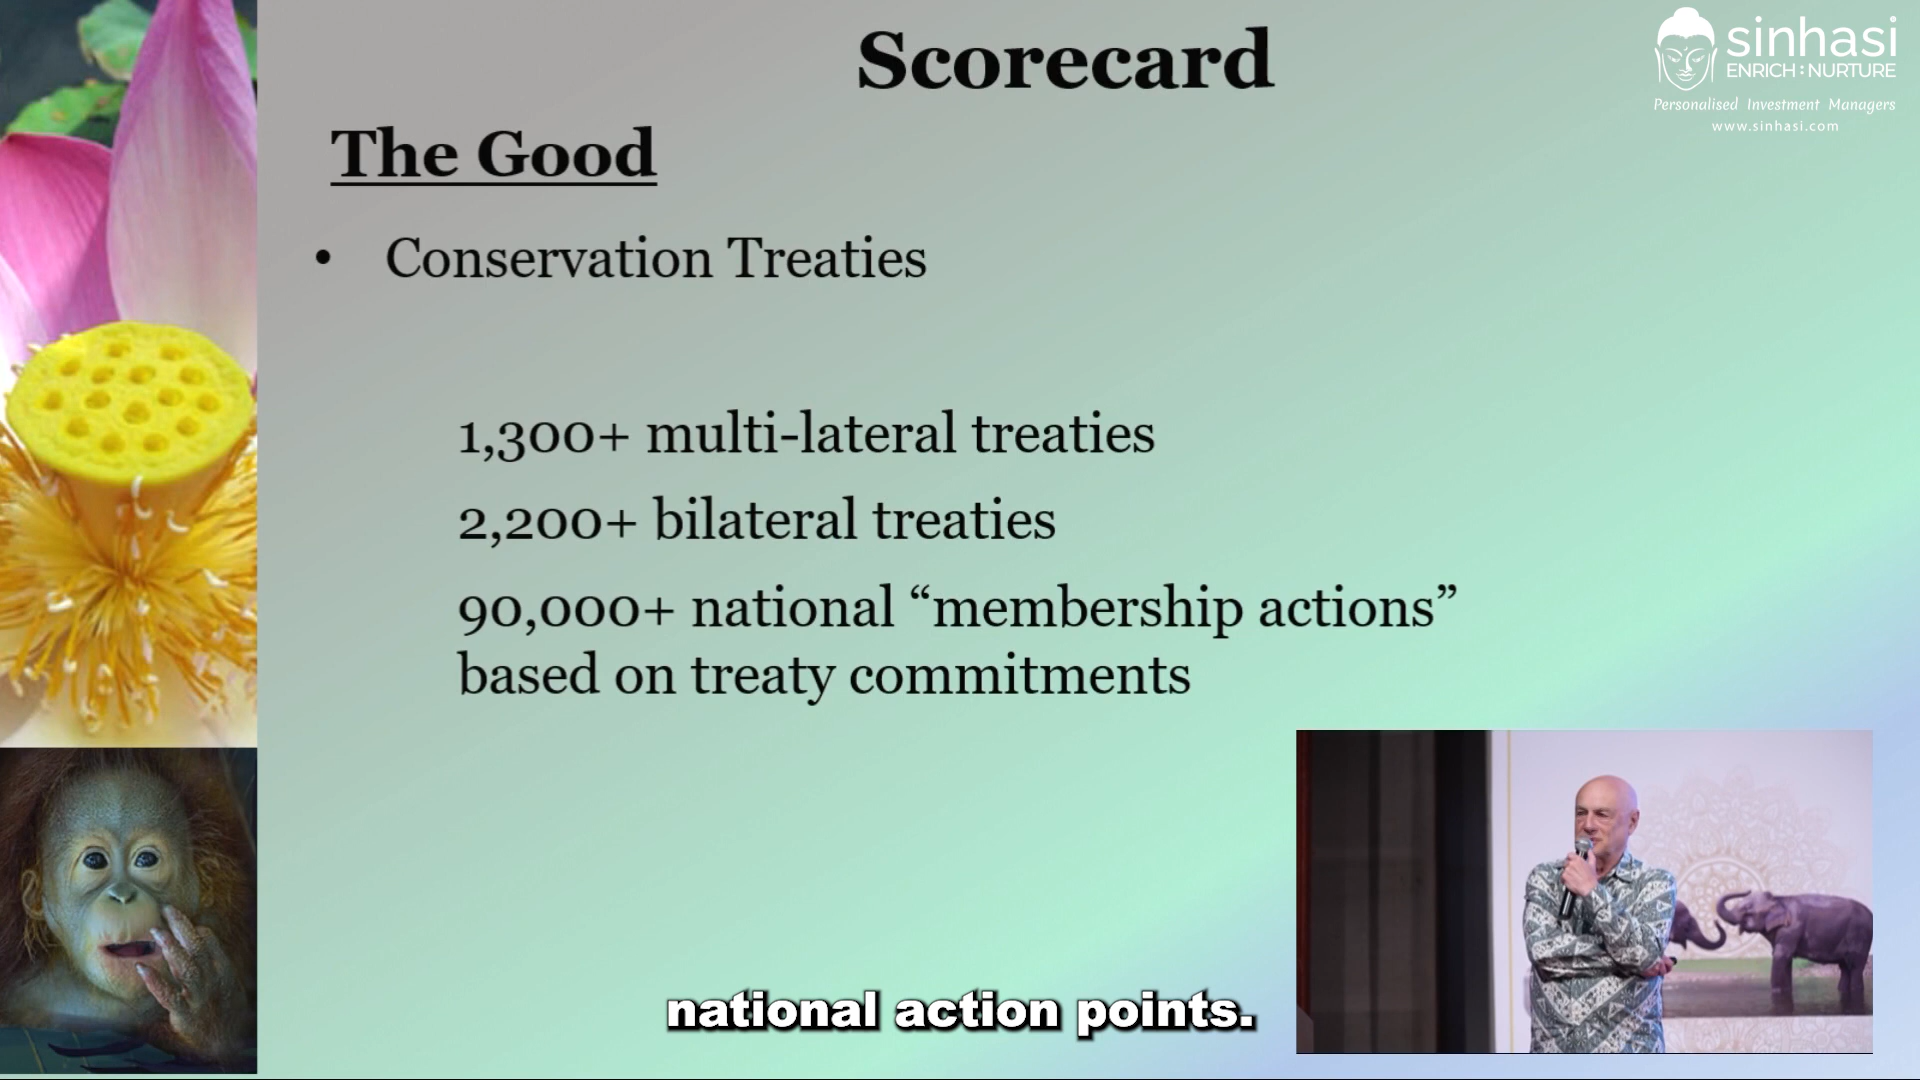 Scorecard
sinhasi
ENRICH : NURTURE
Personalised Investment Managers
www.sinhasi.com
The Good
• Conservation Treaties
1,300+ multi-lateral treaties
2,200+ bilateral treaties
90,000+ national “membership actions”
based on treaty commitments
national action points.